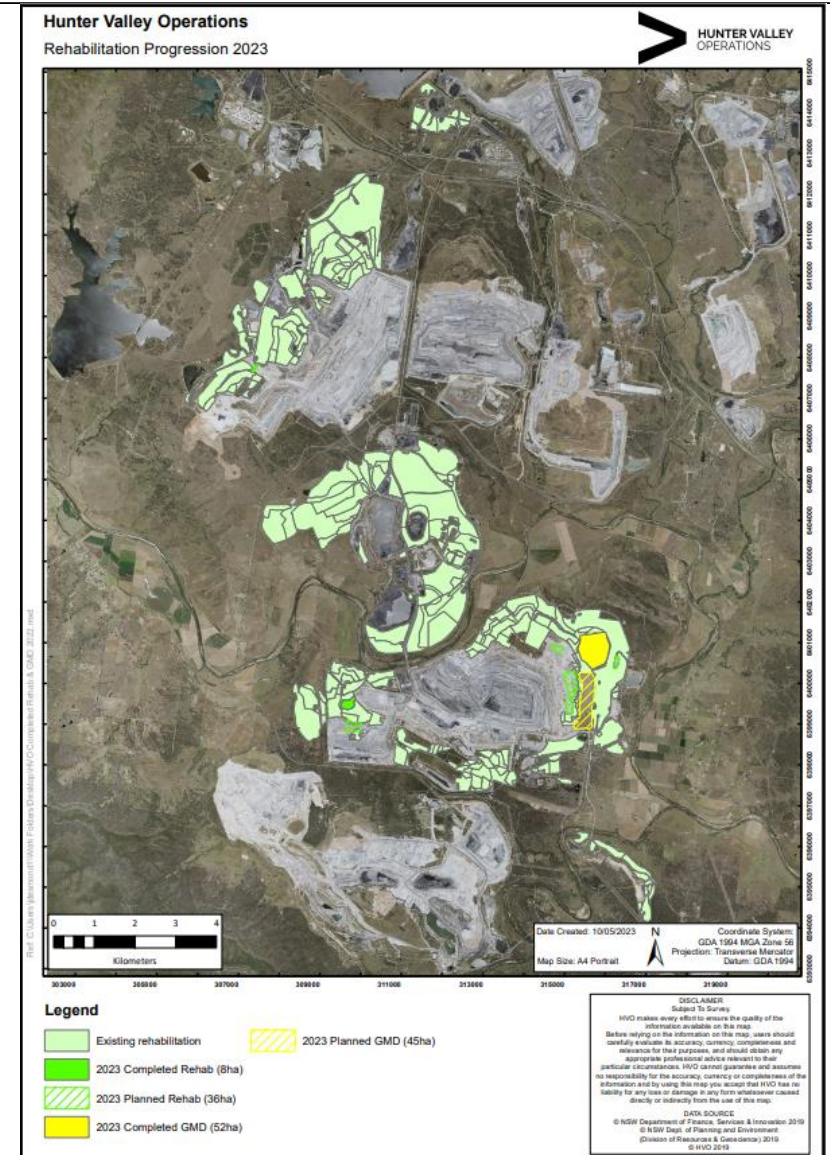 Hunter Valley Operations
Rehabilitation Progression 2023
HUNTER VALLEY
OPERATIONS
6415000
6414000
6413000
6412000
6411000
6410000
6409000
6408000
6407000
6406000
6405000
6404000
6403000
6402000
6401000
6400000
6399000
6398000
6397000
6396000
6395000
6394000
6393000
0 1 2 3 4
Kilometers
Date Created: 10/05/2023
Map Size: A4 Portrait
N
Coordinate System:
GDA 1994 MGA Zone 56
Projection: Transverse Mercator
Datum: GDA 1994
303000 305000 307000 309000 311000 313000 315000 317000 319000
Legend
Existing rehabilitation
2023 Completed Rehab (8ha)
2023 Planned Rehab (36ha)
2023 Completed GMD (52ha)
2023 Planned GMD (45ha)
DISCLAIMER
Subject To Survey.
HVO makes every effort to ensure the quality of the
information available on this map.
Before relying on the information on this map, users should
carefully evaluate its accuracy, currency, completeness and
relevance for their purposes, and should obtain any
appropriate professional advice relevant to their
particular circumstances. HVO cannot guarantee and assumes
no responsibility for the accuracy, currency or completeness of the
information and by using this map you accept that HVO has no
liability for any loss or damage in any form whatsoever caused
directly or indirectly from the use of this map.
DATA SOURCE
© NSW Department of Finance, Services & Innovation 2019
© NSW Dept. of Planning and Environment
(Division of Resources & Geoscience) 2019
© HVO 2019